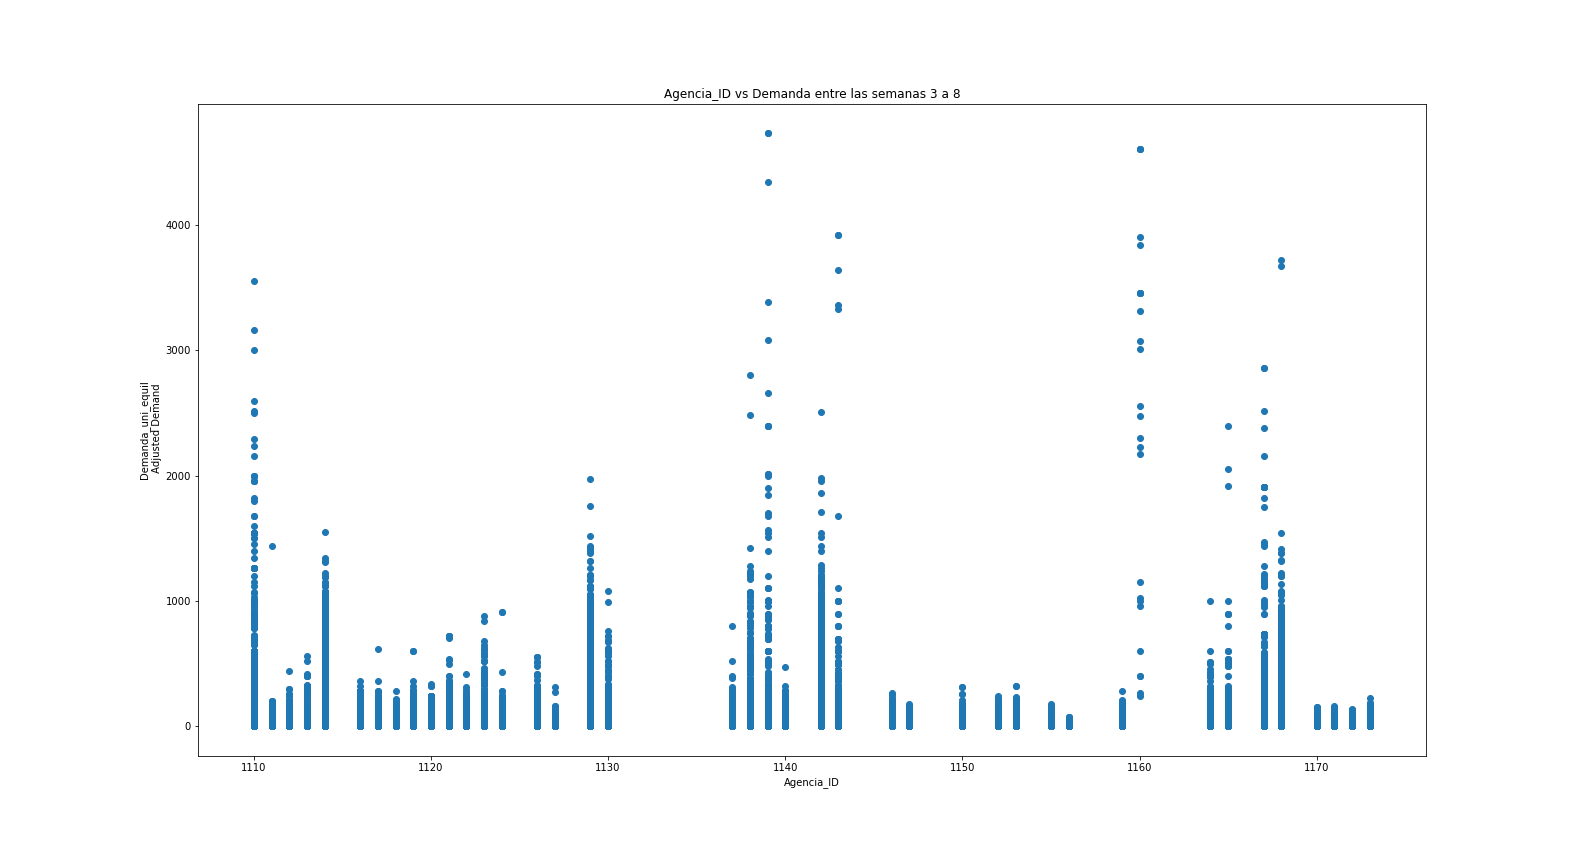 Agencia_ID vs Demanda entre las semanas 3 a 8
4000
3000
2000
1000
0
Demanda_uni_equil
Adjusted Demand
1110 1120 1130 1140 1150 1160 1170
Agencia_ID